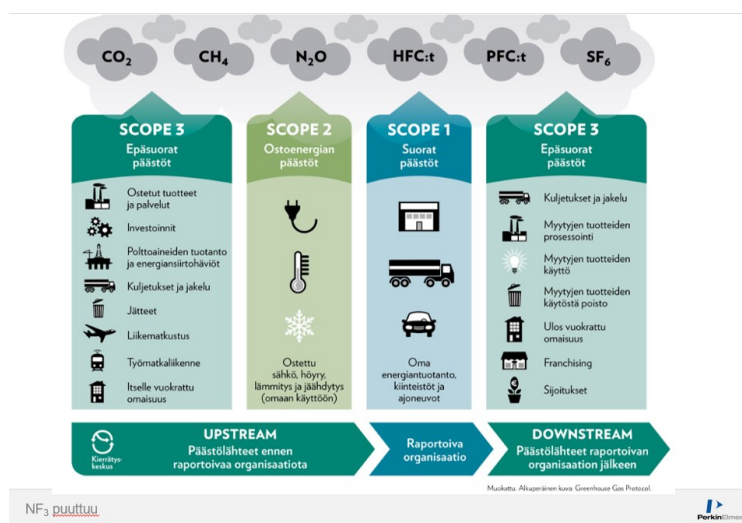 CO₂ CH₄ N₂O HFC:t PFC:t SF₆
SCOPE 3
Epäsuorat
päästöt
Ostetut tuotteet
ja palvelut
Investoinnit
Polttoaineiden tuotanto
ja energiansiirtohäviöt
Kuljetukset ja jakelu
Jätteet
Liikematkustus
Työmatkaliikenne
Itselle vuokrattu
omaisuus
SCOPE 2
Ostoenergian
päästöt
Ostettu
sähkö, höyry,
lämmitys ja jäähdytys
(omaan käyttöön)
SCOPE 1
Suorat
päästöt
Oma
energiantuotanto,
kiinteistöt ja
ajoneuvot
SCOPE 3
Epäsuorat
päästöt
Kuljetukset ja jakelu
Myytyjen tuotteiden
prosessointi
Myytyjen tuotteiden
käyttö
Myytyjen tuotteiden
käytöstä poisto
Ulos vuokrattu
omaisuus
Franchising
Sijoitukset
Kierrätys-
keskus
UPSTREAM
Päästölähteet ennen
raportoivaa organisaatiota
Raportoiva
organisaatio
DOWNSTREAM
Päästölähteet raportoivan
organisaation jälkeen
Muokattu. Alkuperäinen kuva: Greenhouse Gas Protocol.
NF₃ puuttuu
PerkinElmer